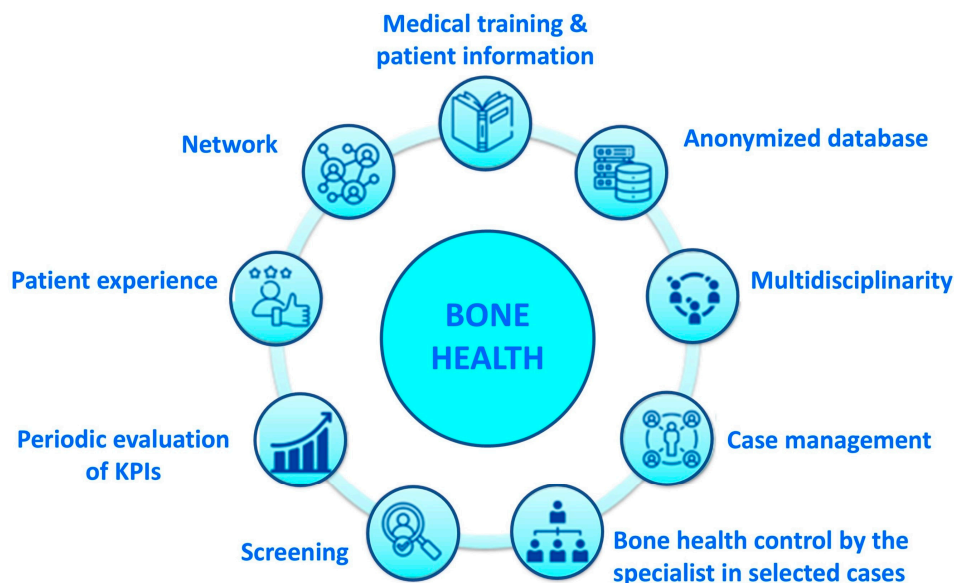 Medical training &
patient information
Anonymized database
Multidisciplinarity
Case management
Bone health control by the
specialist in selected cases
Screening
Periodic evaluation
of KPIs
Patient experience
Network
BONE
HEALTH